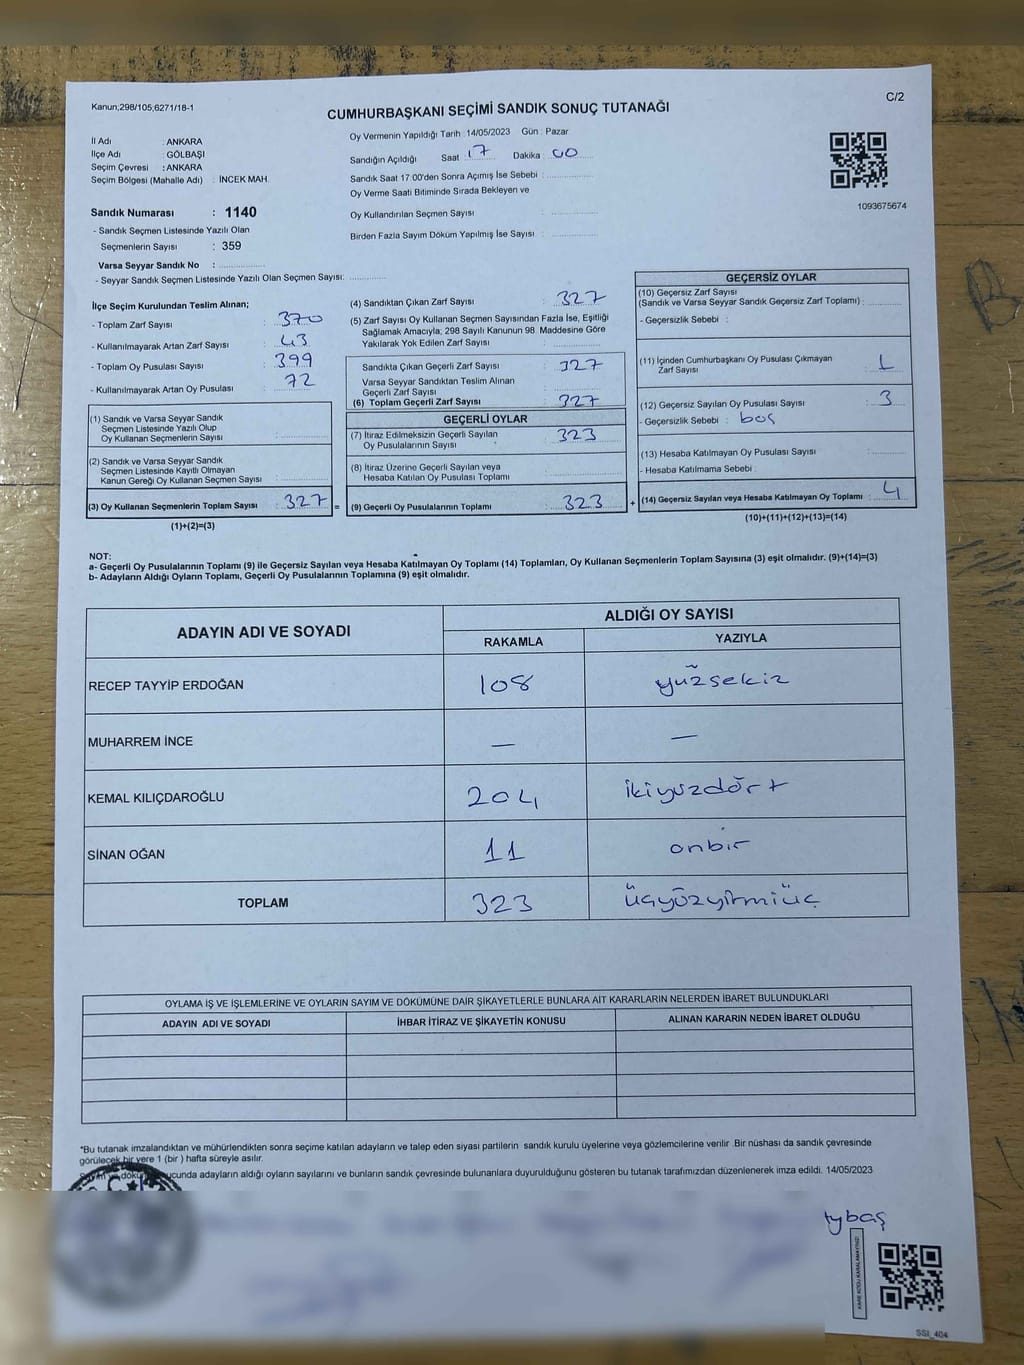 Kanun;298/105,6271/18-1
C/2
CUMHURBAŞKANI SEÇİMİ SANDIK SONUÇ TUTANAĞI
İl Adı : ANKARA
İlçe Adı : GÖLBAŞI
Seçim Çevresi : ANKARA
Seçim Bölgesi (Mahalle Adı) : İNCEK MAH.
Sandık Numarası : 1140
- Sandık Seçmen Listesinde Yazılı Olan
Seçmenlerin Sayısı : 359
Varsa Seyyar Sandık No :
- Seyyar Sandık Seçmen Listesinde Yazılı Olan Seçmen Sayısı:
Oy Vermenin Yapıldığı Tarih : 14/05/2023 Gün : Pazar
Sandığın Açıldığı Saat : 17 Dakika : 00
Sandık Saat 17:00'den Sonra Açımış İse Sebebi :
Oy Verme Saati Bitiminde Sırada Bekleyen ve
Oy Kullandırılan Seçmen Sayısı :
Birden Fazla Sayım Döküm Yapılmış İse Sayısı :
1093675674
İlçe Seçim Kurulundan Teslim Alınan;
- Toplam Zarf Sayısı : 370
- Kullanılmayarak Artan Zarf Sayısı : 43
- Toplam Oy Pusulası Sayısı : 399
- Kullanılmayarak Artan Oy Pusulası : 72
(1) Sandık ve Varsa Seyyar Sandık
Seçmen Listesinde Yazılı Olup
Oy Kullanan Seçmenlerin Sayısı :
(2) Sandık ve Varsa Seyyar Sandık
Seçmen Listesinde Kayıtlı Olmayan
Kanun Gereği Oy Kullanan Seçmen Sayısı :
(3) Oy Kullanan Seçmenlerin Toplam Sayısı : 327 =
(1)+(2)=(3)
(4) Sandıktan Çıkan Zarf Sayısı : 327
(5) Zarf Sayısı Oy Kullanan Seçmen Sayısından Fazla İse, Eşitliği
Sağlamak Amacıyla; 298 Sayılı Kanunun 98. Maddesine Göre
Yakılarak Yok Edilen Zarf Sayısı :
Sandıkta Çıkan Geçerli Zarf Sayısı : 327
Varsa Seyyar Sandıktan Teslim Alınan
Geçerli Zarf Sayısı :
(6) Toplam Geçerli Zarf Sayısı : 327
GEÇERLİ OYLAR
(7) İtiraz Edilmeksizin Geçerli Sayılan
Oy Pusulalarının Sayısı : 323
(8) İtiraz Üzerine Geçerli Sayılan veya
Hesaba Katılan Oy Pusulası Toplamı :
(9) Geçerli Oy Pusulalarının Toplamı : 323 +
GEÇERSİZ OYLAR
(10) Geçersiz Zarf Sayısı
(Sandık ve Varsa Seyyar Sandık Geçersiz Zarf Toplamı) :
- Geçersizlik Sebebi :
(11) İçinden Cumhurbaşkanı Oy Pusulası Çıkmayan
Zarf Sayısı : 1
(12) Geçersiz Sayılan Oy Pusulası Sayısı : 3
- Geçersizlik Sebebi : boş
(13) Hesaba Katılmayan Oy Pusulası Sayısı :
- Hesaba Katılmama Sebebi :
(14) Geçersiz Sayılan veya Hesaba Katılmayan Oy Toplamı : 4
(10)+(11)+(12)+(13)=(14)
NOT:
a- Geçerli Oy Pusulalarının Toplamı (9) ile Geçersiz Sayılan veya Hesaba Katılmayan Oy Toplamı (14) Toplamları, Oy Kullanan Seçmenlerin Toplam Sayısına (3) eşit olmalıdır. (9)+(14)=(3)
b- Adayların Aldığı Oyların Toplamı, Geçerli Oy Pusulalarının Toplamına (9) eşit olmalıdır.
ADAYIN ADI VE SOYADI ALDIĞI OY SAYISI
RAKAMLA YAZIYLA
RECEP TAYYİP ERDOĞAN 108 yüzsekiz
MUHARREM İNCE — —
KEMAL KILIÇDAROĞLU 204 ikiyüzdört
SİNAN OĞAN 11 onbir
TOPLAM 323 üçyüzyirmiüç
OYLAMA İŞ VE İŞLEMLERİNE VE OYLARIN SAYIM VE DÖKÜMÜNE DAİR ŞİKAYETLERLE BUNLARA AİT KARARLARIN NELERDEN İBARET BULUNDUKLARI
ADAYIN ADI VE SOYADI İHBAR İTİRAZ VE ŞİKAYETİN KONUSU ALINAN KARARIN NEDEN İBARET OLDUĞU
*Bu tutanak imzalandıktan ve mühürlendikten sonra seçime katılan adayların ve talep eden siyasi partilerin sandık kurulu üyelerine veya gözlemcilerine verilir. Bir nüshası da sandık çevresinde
görülecek bir yere 1 (bir) hafta süreyle asılır.
adayların aldığı oyların sayılarını ve bunların sandık çevresinde bulunanlara duyurulduğunu gösteren bu tutanak tarafımızdan düzenlenerek imza edildi. 14/05/2023
SSI_404